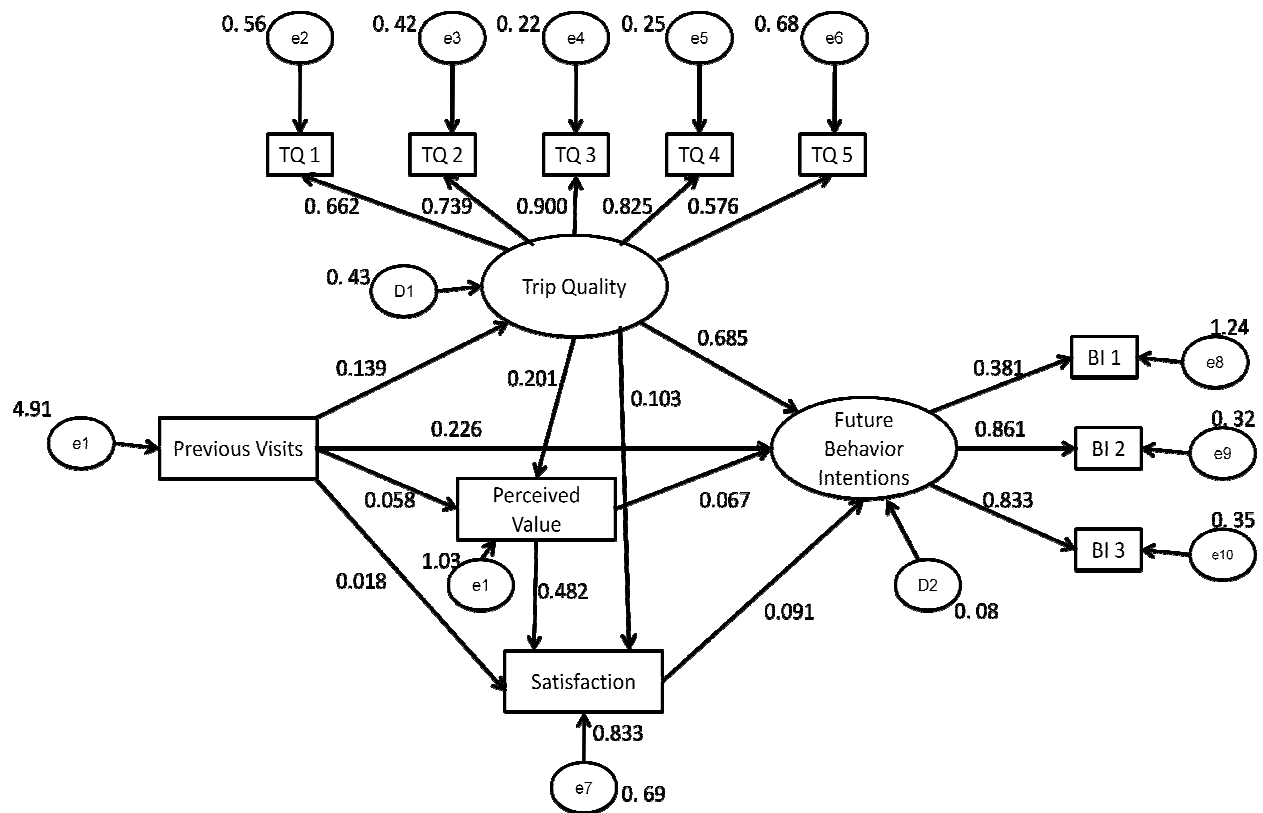 0. 56
e2
0. 42
e3
0. 22
e4
0. 25
e5
0. 68
e6
TQ 1
TQ 2
TQ 3
TQ 4
TQ 5
0. 662
0.739
0.900
0.825
0.576
0. 43
D1
Trip Quality
0.139
0.201
0.103
0.685
4.91
e1
Previous Visits
0.226
0.058
0.018
Perceived
Value
0.067
1.03
e1
0.482
Future
Behavior
Intentions
0.381
BI 1
1.24
e8
0.861
BI 2
0. 32
e9
0.833
BI 3
0. 35
e10
D2
0. 08
0.091
Satisfaction
0.833
e7
0. 69